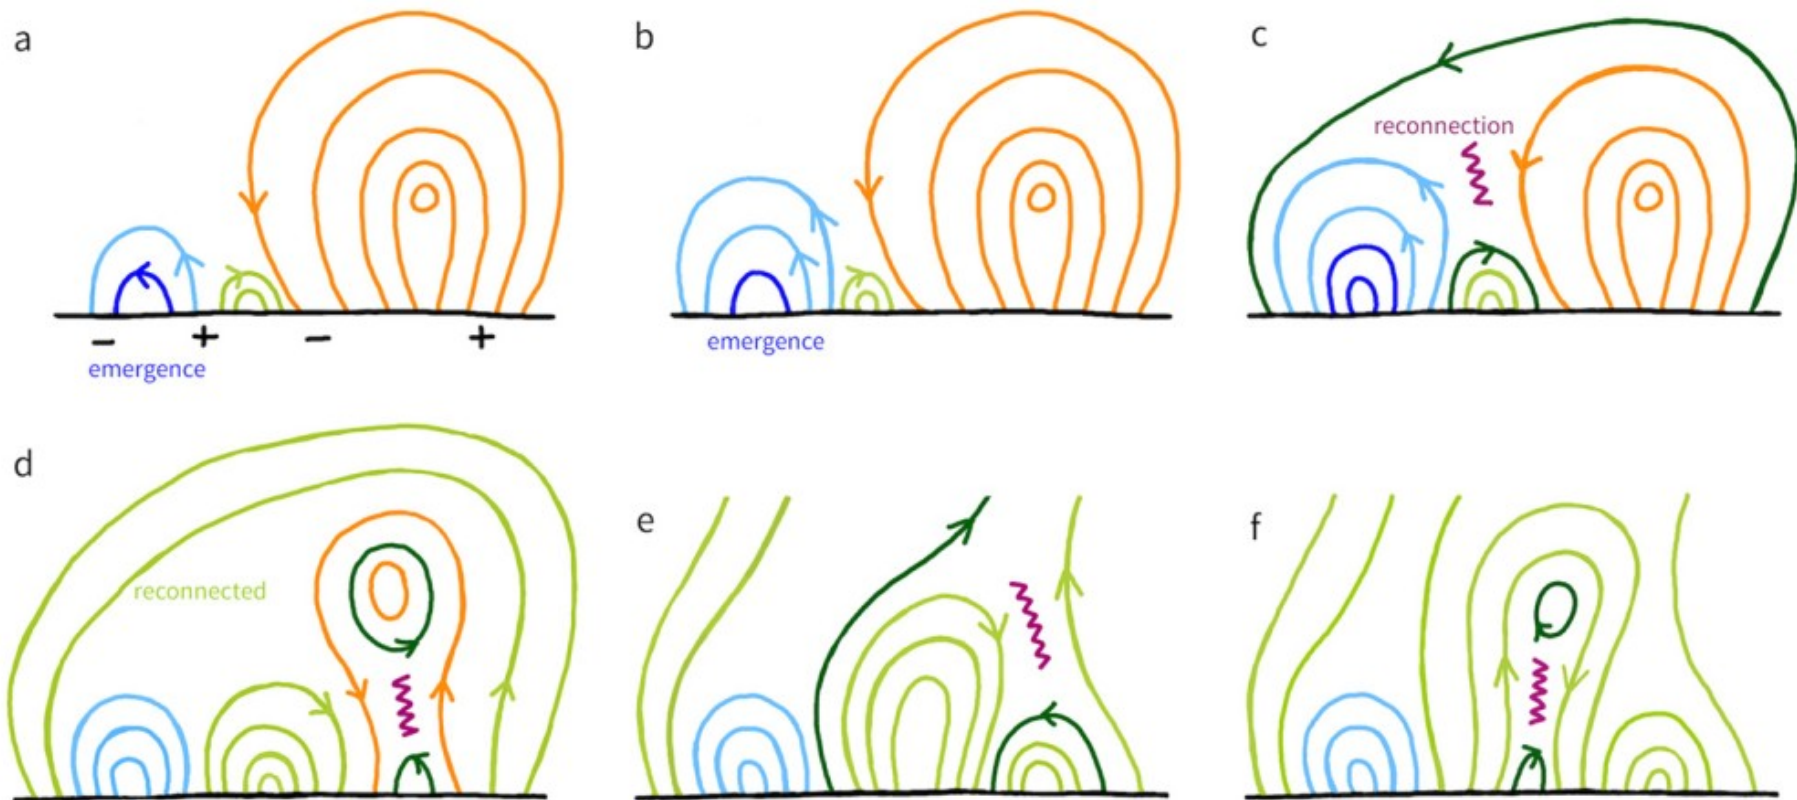 a
b
c
reconnection
− + − +
emergence
emergence
d
e
f
reconnected